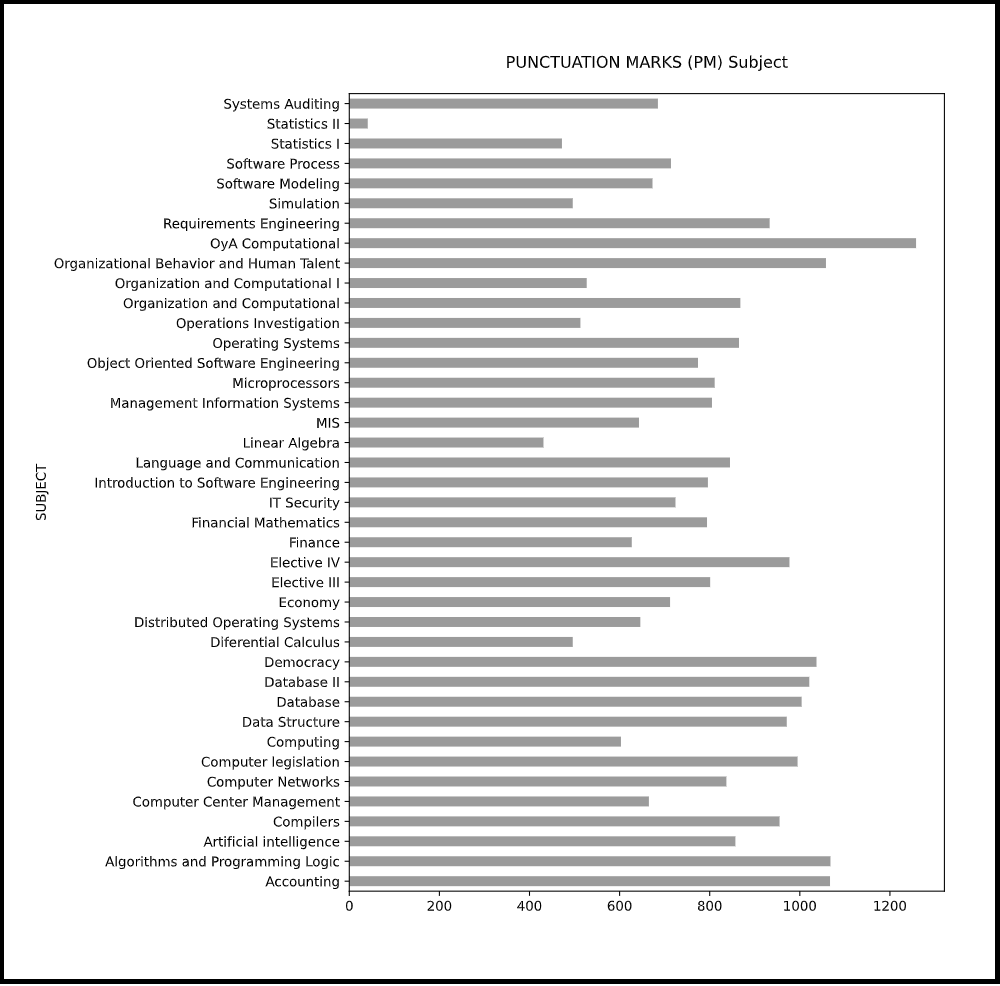 PUNCTUATION MARKS (PM) Subject
Systems Auditing
Statistics II
Statistics I
Software Process
Software Modeling
Simulation
Requirements Engineering
OyA Computational
Organizational Behavior and Human Talent
Organization and Computational I
Organization and Computational
Operations Investigation
Operating Systems
Object Oriented Software Engineering
Microprocessors
Management Information Systems
MIS
Linear Algebra
Language and Communication
Introduction to Software Engineering
IT Security
Financial Mathematics
Finance
Elective IV
Elective III
Economy
Distributed Operating Systems
Diferential Calculus
Democracy
Database II
Database
Data Structure
Computing
Computer legislation
Computer Networks
Computer Center Management
Compilers
Artificial intelligence
Algorithms and Programming Logic
Accounting
SUBJECT
0 200 400 600 800 1000 1200